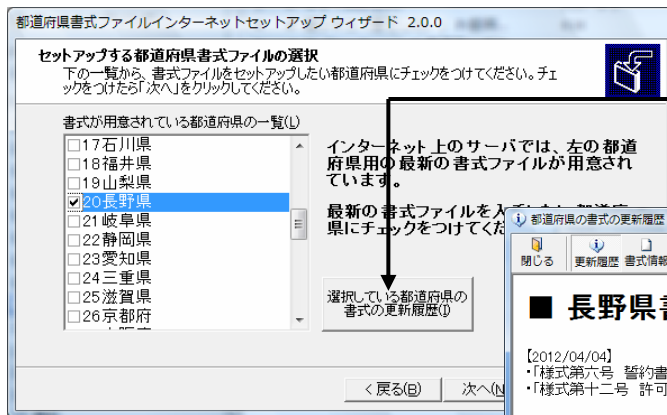 都道府県書式ファイルインターネットセットアップ ウィザード 2.0.0
セットアップする都道府県書式ファイルの選択
下の一覧から、書式ファイルをセットアップしたい都道府県にチェックをつけてください。チェ
ックをつけたら「次へ」をクリックしてください。
書式が用意されている都道府県の一覧(L)
17石川県
18福井県
19山梨県
20長野県
21岐阜県
22静岡県
23愛知県
24三重県
25滋賀県
26京都府
インターネット上のサーバでは、左の都道
府県用の最新の書式ファイルが用意され
ています。
最新の書式ファイルを入
県にチェックをつけてくだ
選択している都道府県の
書式の更新履歴(I)
< 戻る(B)
次へ(N
都道府県の書式の更新履歴
閉じる
更新履歴
書式情報
■ 長野県書
【2012/04/04】
・「様式第六号 誓約書
・「様式第十二号 許可